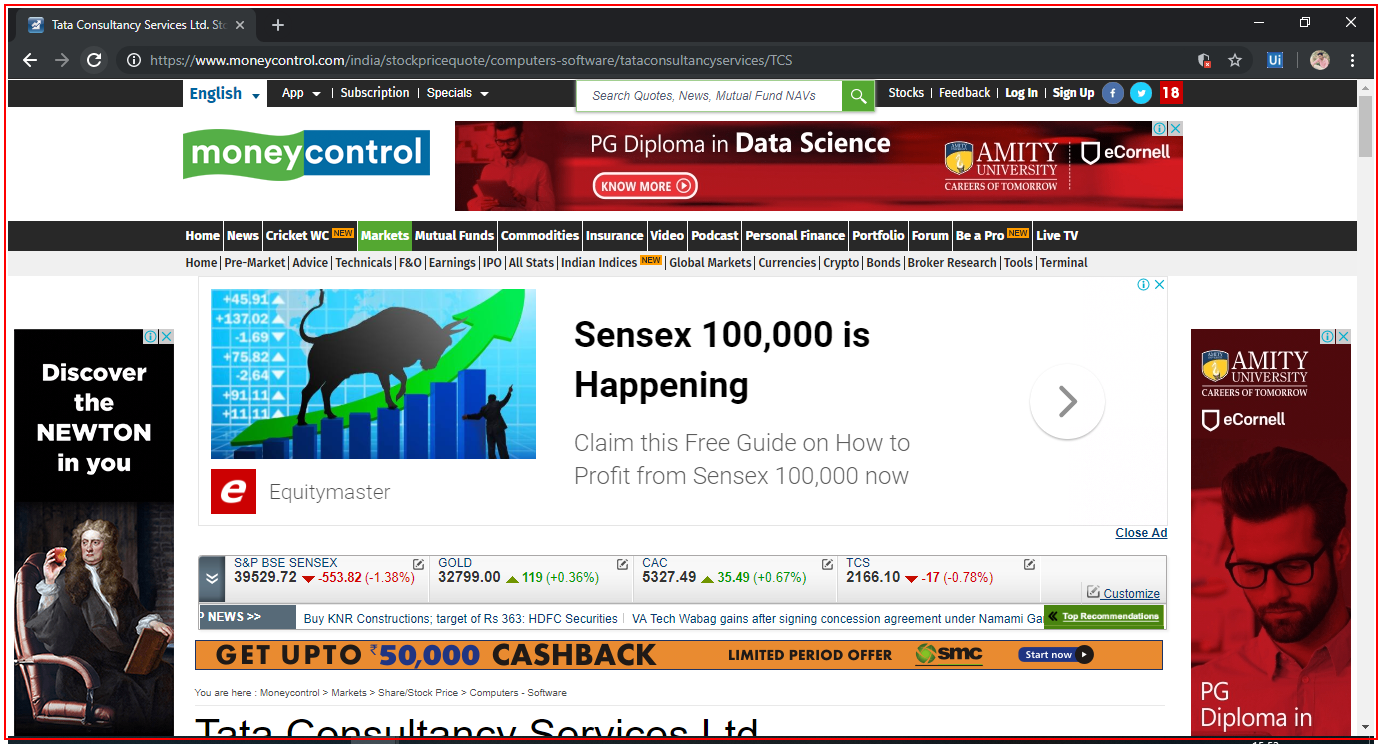 Tata Consultancy Services Ltd. Sto
https://www.moneycontrol.com/india/stockpricequote/computers-software/tataconsultancyservices/TCS
Ui
English App | Subscription | Specials
Search Quotes, News, Mutual Fund NAVs
Stocks | Feedback | Log In | Sign Up 18
moneycontrol
PG Diploma in Data Science
KNOW MORE
AMITY
UNIVERSITY
CAREERS OF TOMORROW
eCornell
Home News Cricket WC NEW Markets Mutual Funds Commodities Insurance Video Podcast Personal Finance Portfolio Forum Be a Pro NEW Live TV
Home | Pre-Market | Advice | Technicals | F&O | Earnings | IPO | All Stats | Indian Indices NEW | Global Markets | Currencies | Crypto | Bonds | Broker Research | Tools | Terminal
Discover
the
NEWTON
in you
+45.91
+137.02
-1.69
+75.82
-2.64
+91.11
+11.11
Sensex 100,000 is
Happening
Claim this Free Guide on How to
Profit from Sensex 100,000 now
e Equitymaster
Close Ad
AMITY
UNIVERSITY
CAREERS OF TOMORROW
eCornell
PG
Diploma in
S&P BSE SENSEX
39529.72 -553.82 (-1.38%)
GOLD
32799.00 119 (+0.36%)
CAC
5327.49 35.49 (+0.67%)
TCS
2166.10 -17 (-0.78%)
Customize
P NEWS >> Buy KNR Constructions; target of Rs 363: HDFC Securities | VA Tech Wabag gains after signing concession agreement under Namami Ga
Top Recommendations
GET UPTO ₹50,000 CASHBACK LIMITED PERIOD OFFER smc Start now
You are here : Moneycontrol > Markets > Share/Stock Price > Computers - Software
Tata Consultancy Services Ltd.